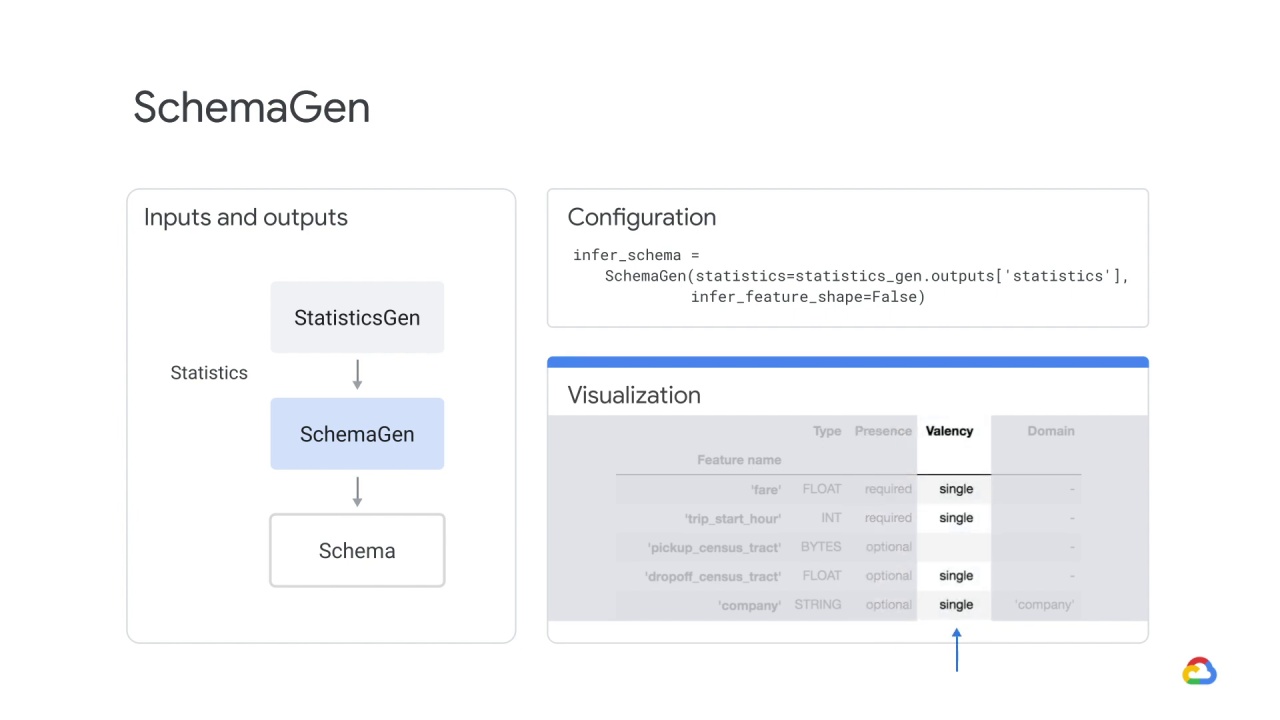 SchemaGen
Inputs and outputs
StatisticsGen
Statistics
SchemaGen
Schema
Configuration
infer_schema =
SchemaGen(statistics=statistics_gen.outputs['statistics'],
infer_feature_shape=False)
Visualization
Type Presence Valency Domain
Feature name
'fare' FLOAT required single -
'trip_start_hour' INT required single -
'pickup_census_tract' BYTES optional -
'dropoff_census_tract' FLOAT optional single -
'company' STRING optional single 'company'